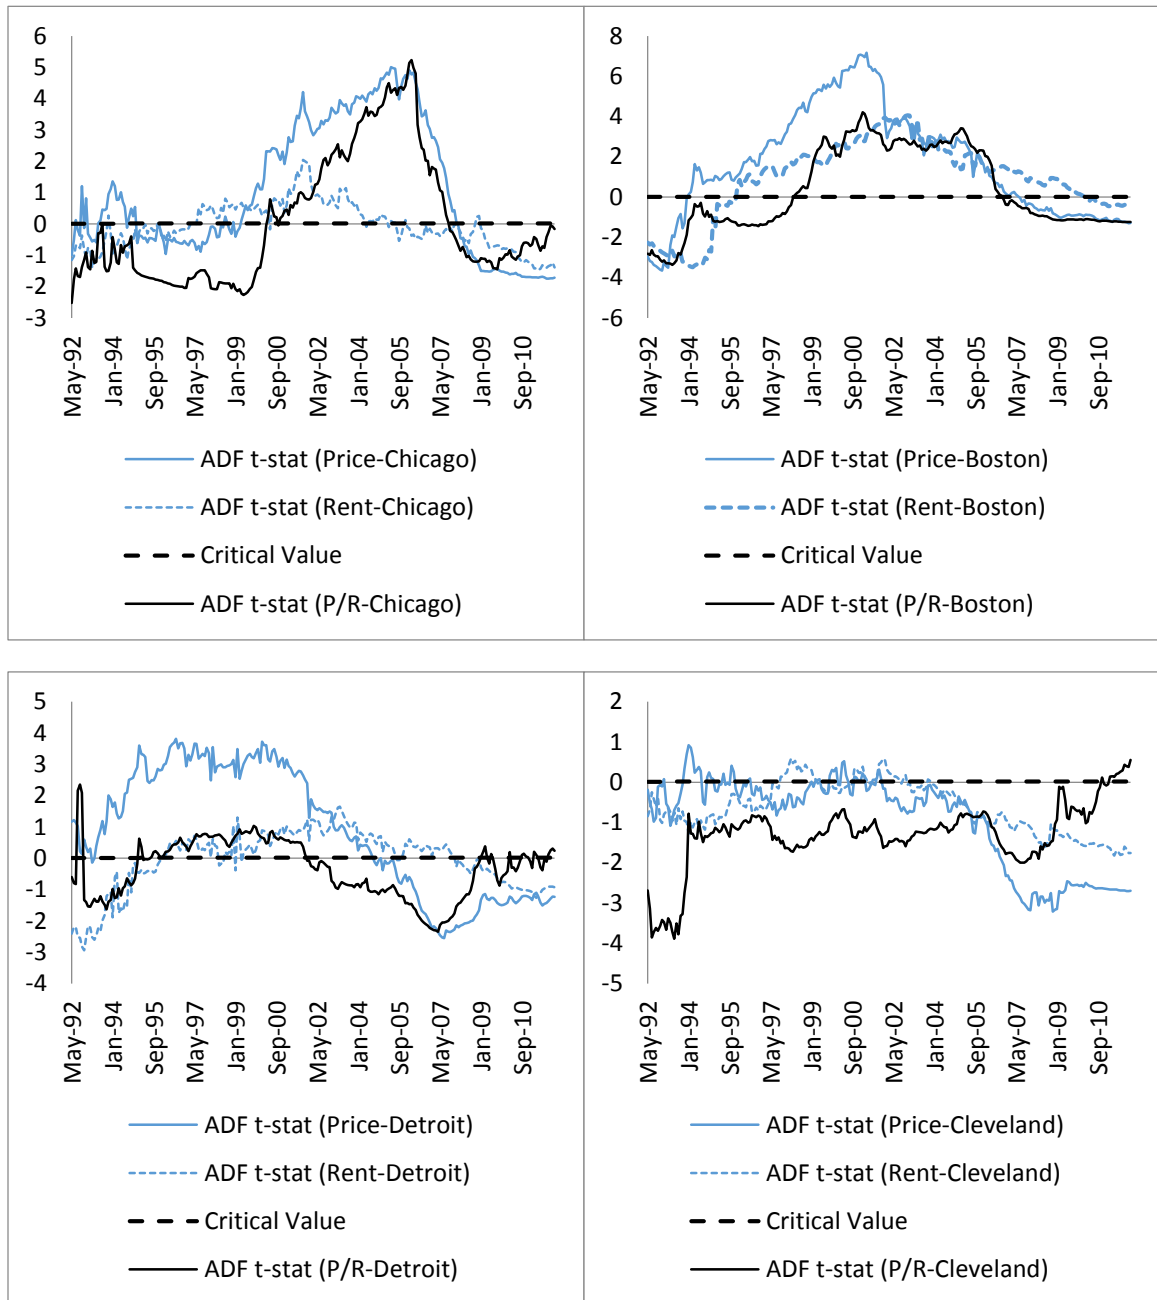 6
5
4
3
2
1
0
-1
-2
-3
May-92
Jan-94
Sep-95
May-97
Jan-99
Sep-00
May-02
Jan-04
Sep-05
May-07
Jan-09
Sep-10
ADF t-stat (Price-Chicago)
ADF t-stat (Rent-Chicago)
Critical Value
ADF t-stat (P/R-Chicago)
8
6
4
2
0
-2
-4
-6
May-92
Jan-94
Sep-95
May-97
Jan-99
Sep-00
May-02
Jan-04
Sep-05
May-07
Jan-09
Sep-10
ADF t-stat (Price-Boston)
ADF t-stat (Rent-Boston)
Critical Value
ADF t-stat (P/R-Boston)
5
4
3
2
1
0
-1
-2
-3
-4
May-92
Jan-94
Sep-95
May-97
Jan-99
Sep-00
May-02
Jan-04
Sep-05
May-07
Jan-09
Sep-10
ADF t-stat (Price-Detroit)
ADF t-stat (Rent-Detroit)
Critical Value
ADF t-stat (P/R-Detroit)
2
1
0
-1
-2
-3
-4
-5
May-92
Jan-94
Sep-95
May-97
Jan-99
Sep-00
May-02
Jan-04
Sep-05
May-07
Jan-09
Sep-10
ADF t-stat (Price-Cleveland)
ADF t-stat (Rent-Cleveland)
Critical Value
ADF t-stat (P/R-Cleveland)